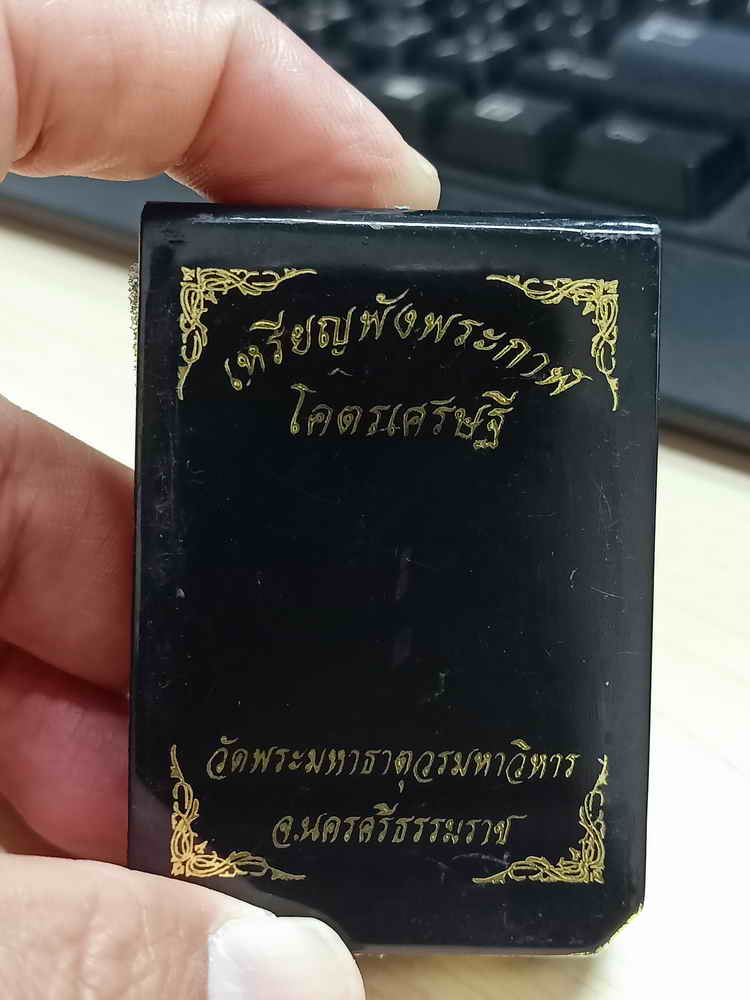 เหรียญพังพระกาฬ
โคตรเศรษฐี
วัดพระมหาธาตุวรมหาวิหาร
จ.นครศรีธรรมราช